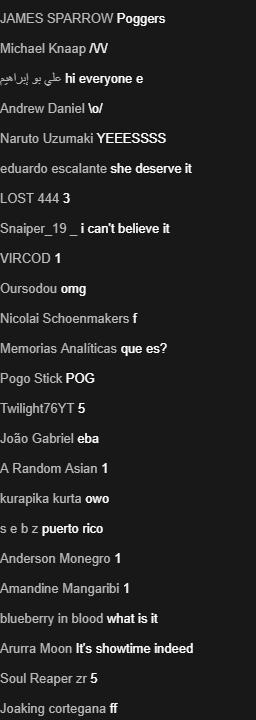 JAMES SPARROW Poggers
Michael Knaap /\/\/
علي بو إبراهيم hi everyone e
Andrew Daniel \o/
Naruto Uzumaki YEEESSSS
eduardo escalante she deserve it
LOST 444 3
Snaiper_19 _ i can't believe it
VIRCOD 1
Oursodou omg
Nicolai Schoenmakers f
Memorias Analíticas que es?
Pogo Stick POG
Twilight76YT 5
João Gabriel eba
A Random Asian 1
kurapika kurta owo
s e b z puerto rico
Anderson Monegro 1
Amandine Mangaribi 1
blueberry in blood what is it
Arurra Moon It's showtime indeed
Soul Reaper zr 5
Joaking cortegana ff